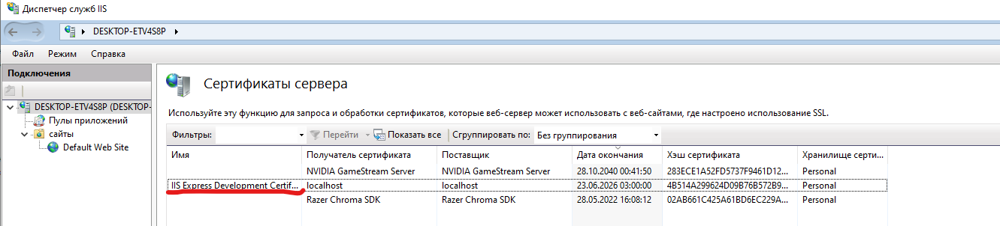 Диспетчер служб IIS
DESKTOP-ETV4S8P
Файл Режим Справка
Подключения
DESKTOP-ETV4S8P (DESKTOP-
Пулы приложений
сайты
Default Web Site
Сертификаты сервера
Используйте эту функцию для запроса и обработки сертификатов, которые веб-сервер может использовать с веб-сайтами, где настроено использование SSL.
Фильтры: Перейти Показать все Сгруппировать по: Без группирования
Имя Получатель сертификата Поставщик Дата окончания Хэш сертификата Хранилище серти...
NVIDIA GameStream Server NVIDIA GameStream Server 28.10.2040 00:41:50 283ECE1A52FD5737F9461D12... Personal
IIS Express Development Certif... localhost localhost 23.06.2026 03:00:00 4B514A299624D09B76B572B9... Personal
Razer Chroma SDK Razer Chroma SDK 28.05.2022 16:08:12 02AB661C425A61BD6EC229A... Personal